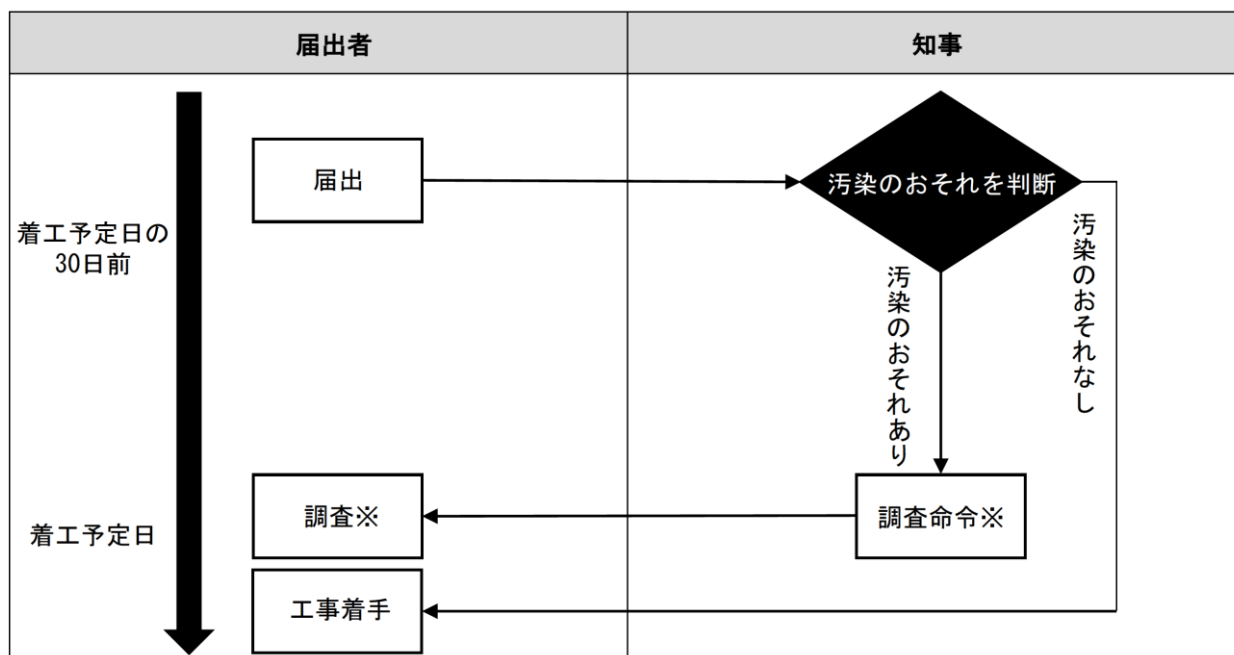 届出者
知事
届出
汚染のおそれを判断
着工予定日の
30日前
汚染のおそれあり
汚染のおそれなし
調査※
調査命令※
着工予定日
工事着手